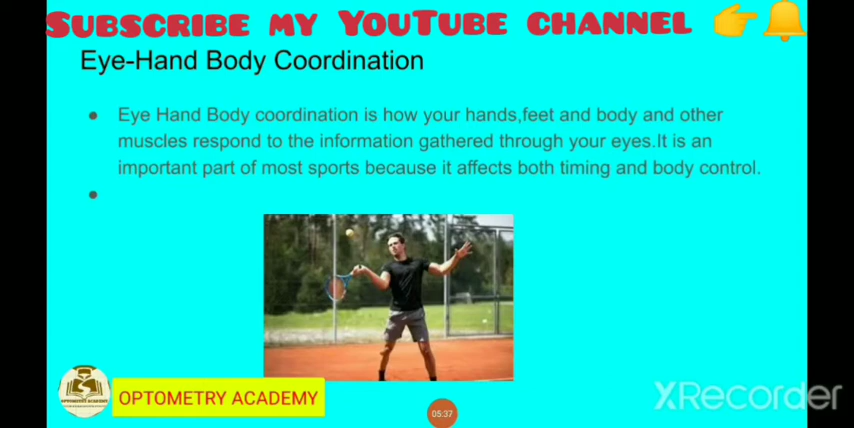 SUBSCRIBE MY YOUTUBE CHANNEL
Eye-Hand Body Coordination
Eye Hand Body coordination is how your hands,feet and body and other
muscles respond to the information gathered through your eyes.It is an
important part of most sports because it affects both timing and body control.
OPTOMETRY ACADEMY
OPTOMETRY ACADEMY
05:37
XRecorder